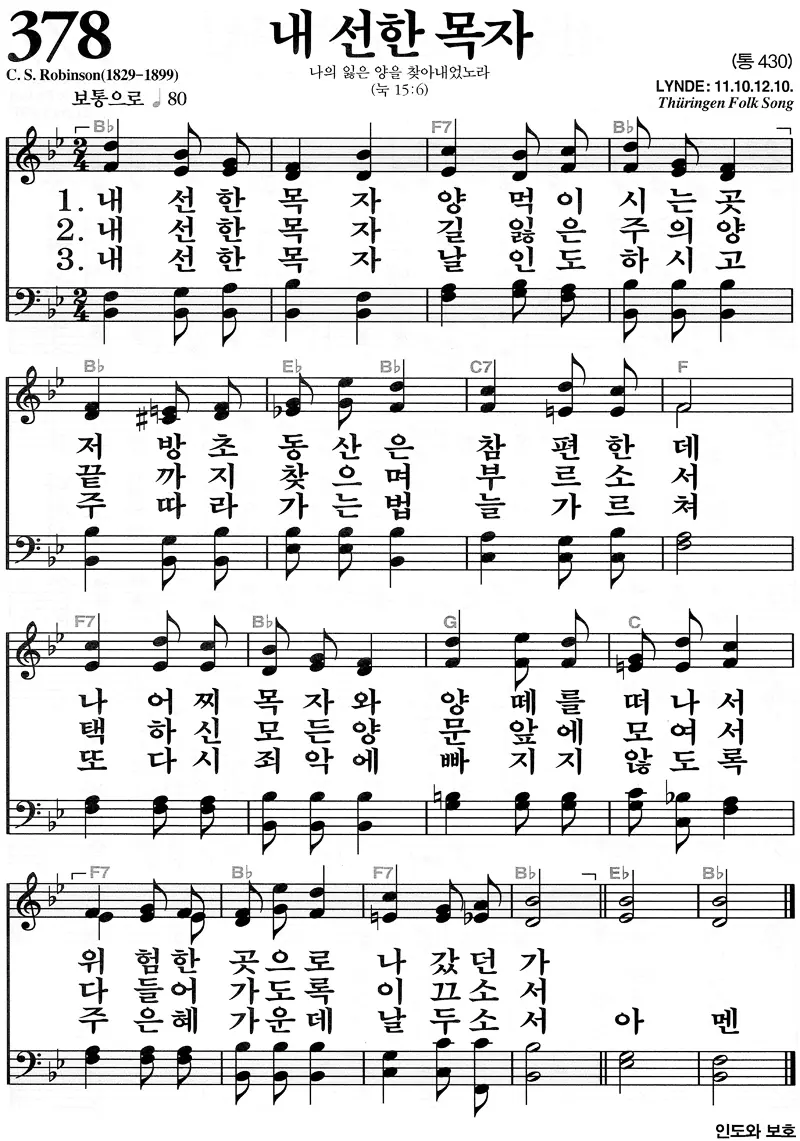 378
내 선한 목자
(통 430)
C. S. Robinson(1829-1899)
나의 잃은 양을 찾아내었노라
(눅 15:6)
LYNDE: 11.10.12.10.
Thüringen Folk Song
보통으로 ♩ 80
B♭ F7 B♭
2 4
1. 내 선 한 목 자 양 먹 이 시 는 곳
2. 내 선 한 목 자 길 잃 은 주 의 양
3. 내 선 한 목 자 날 인 도 하 시 고
2 4
B♭ E♭ B♭ C7 F
저 방 초 동 산 은 참 편 한 데
끝 까 지 찾 으 며 부 르 소 서
주 따 라 가 는 법 늘 가 르 쳐
F7 B♭ G C
나 어 찌 목 자 와 양 떼 를 떠 나 서
택 하 신 모 든 양 문 앞 에 모 여 서
또 다 시 죄 악 에 빠 지 지 않 도 록
F7 B♭ F7 B♭ E♭ B♭
위 험 한 곳 으 로 나 갔 던 가
다 들 어 가 도 록 이 끄 소 서
주 은 혜 가 운 데 날 두 소 서 아 멘
인도와 보호